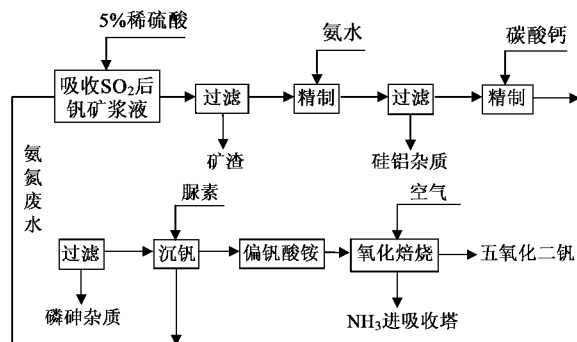 5%稀硫酸
氨水
碳酸钙
吸收SO₂后
钒矿浆液
过滤
精制
过滤
精制
矿渣
硅铝杂质
氨氮废水
脲素
空气
过滤
沉钒
偏钒酸铵
氧化焙烧
五氧化二钒
磷砷杂质
NH₃进吸收塔